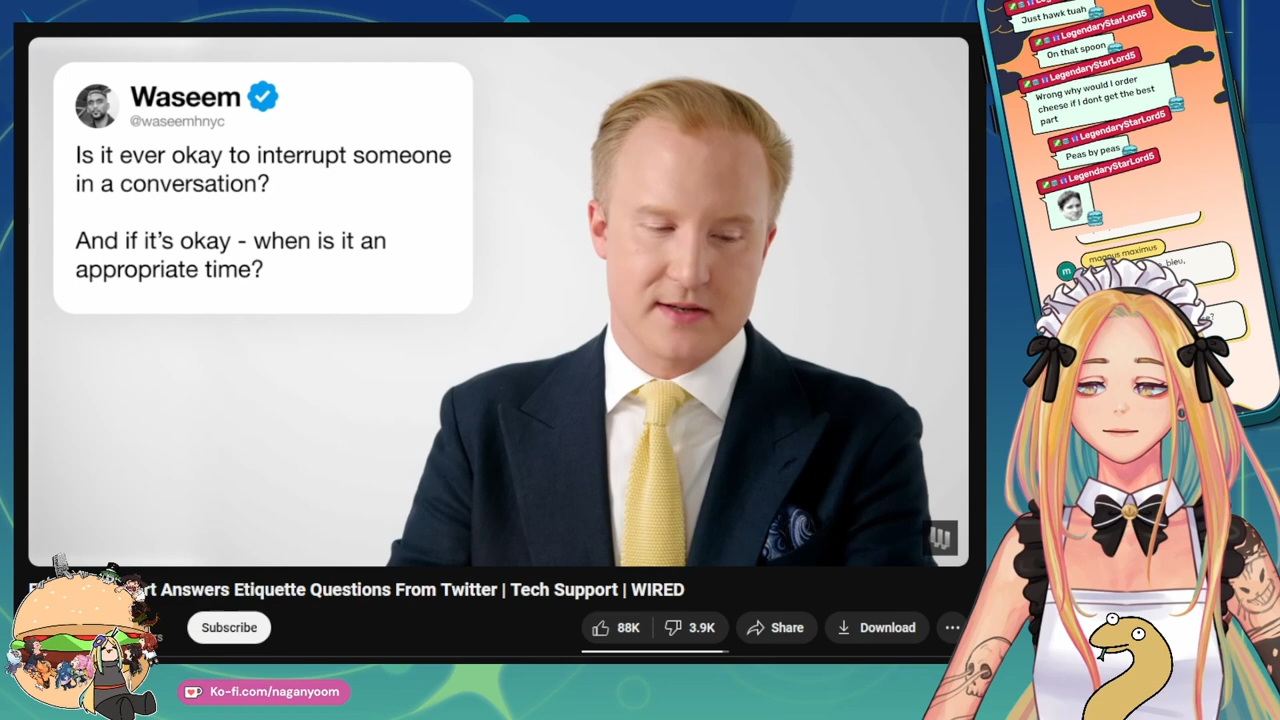 Waseem
@waseemhnyc
Is it ever okay to interrupt someone
in a conversation?
And if it's okay - when is it an
appropriate time?
rt Answers Etiquette Questions From Twitter | Tech Support | WIRED
Subscribe
88K
3.9K
Share
Download
Ko-fi.com/naganyoom
Just hawk tuah
LegendaryStarLord5
On that spoon
LegendaryStarLord5
Wrong why would I order
cheese if I dont get the best
part
LegendaryStarLord5
Peas by peas
LegendaryStarLord5
m
magnus maximus
bleu,